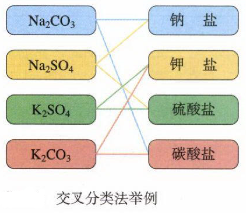 Na₂CO₃ 钠 盐
Na₂SO₄ 钾 盐
K₂SO₄ 硫酸盐
K₂CO₃ 碳酸盐
交叉分类法举例